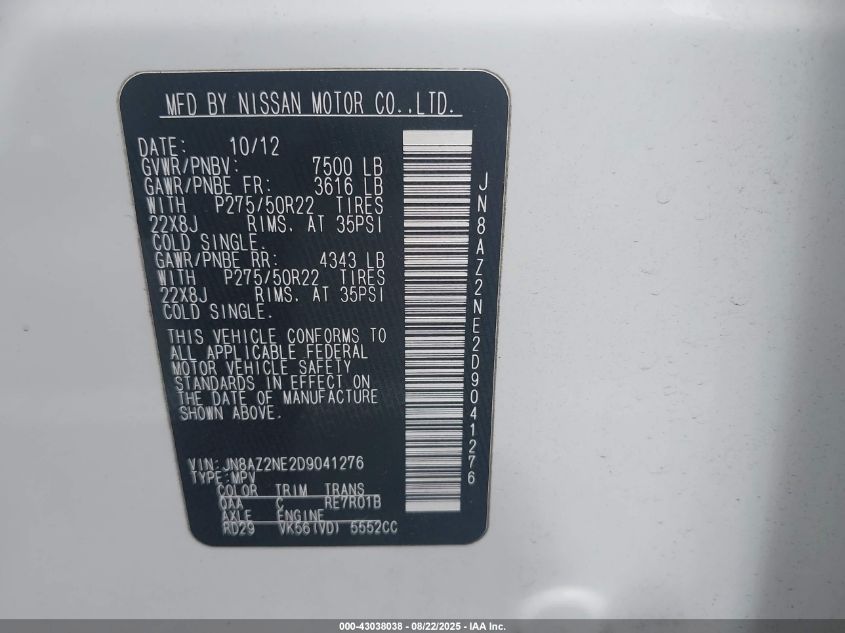 MFD BY NISSAN MOTOR CO.,LTD.
DATE: 10/12
GVWR/PNBV: 7500 LB
GAWR/PNBE FR: 3616 LB
WITH P275/50R22 TIRES
22X8J RIMS. AT 35PSI
COLD SINGLE.
GAWR/PNBE RR: 4343 LB
WITH P275/50R22 TIRES
22X8J RIMS. AT 35PSI
COLD SINGLE.
THIS VEHICLE CONFORMS TO
ALL APPLICABLE FEDERAL
MOTOR VEHICLE SAFETY
STANDARDS IN EFFECT ON
THE DATE OF MANUFACTURE
SHOWN ABOVE.
VIN:JN8AZ2NE2D9041276
TYPE:MPV
COLOR TRIM TRANS
QAA C RE7R01B
AXLE ENGINE
RD29 VK56(VD) 5552CC
JN8AZ2NE2D9041276
000-43038038 - 08/22/2025 - IAA Inc.